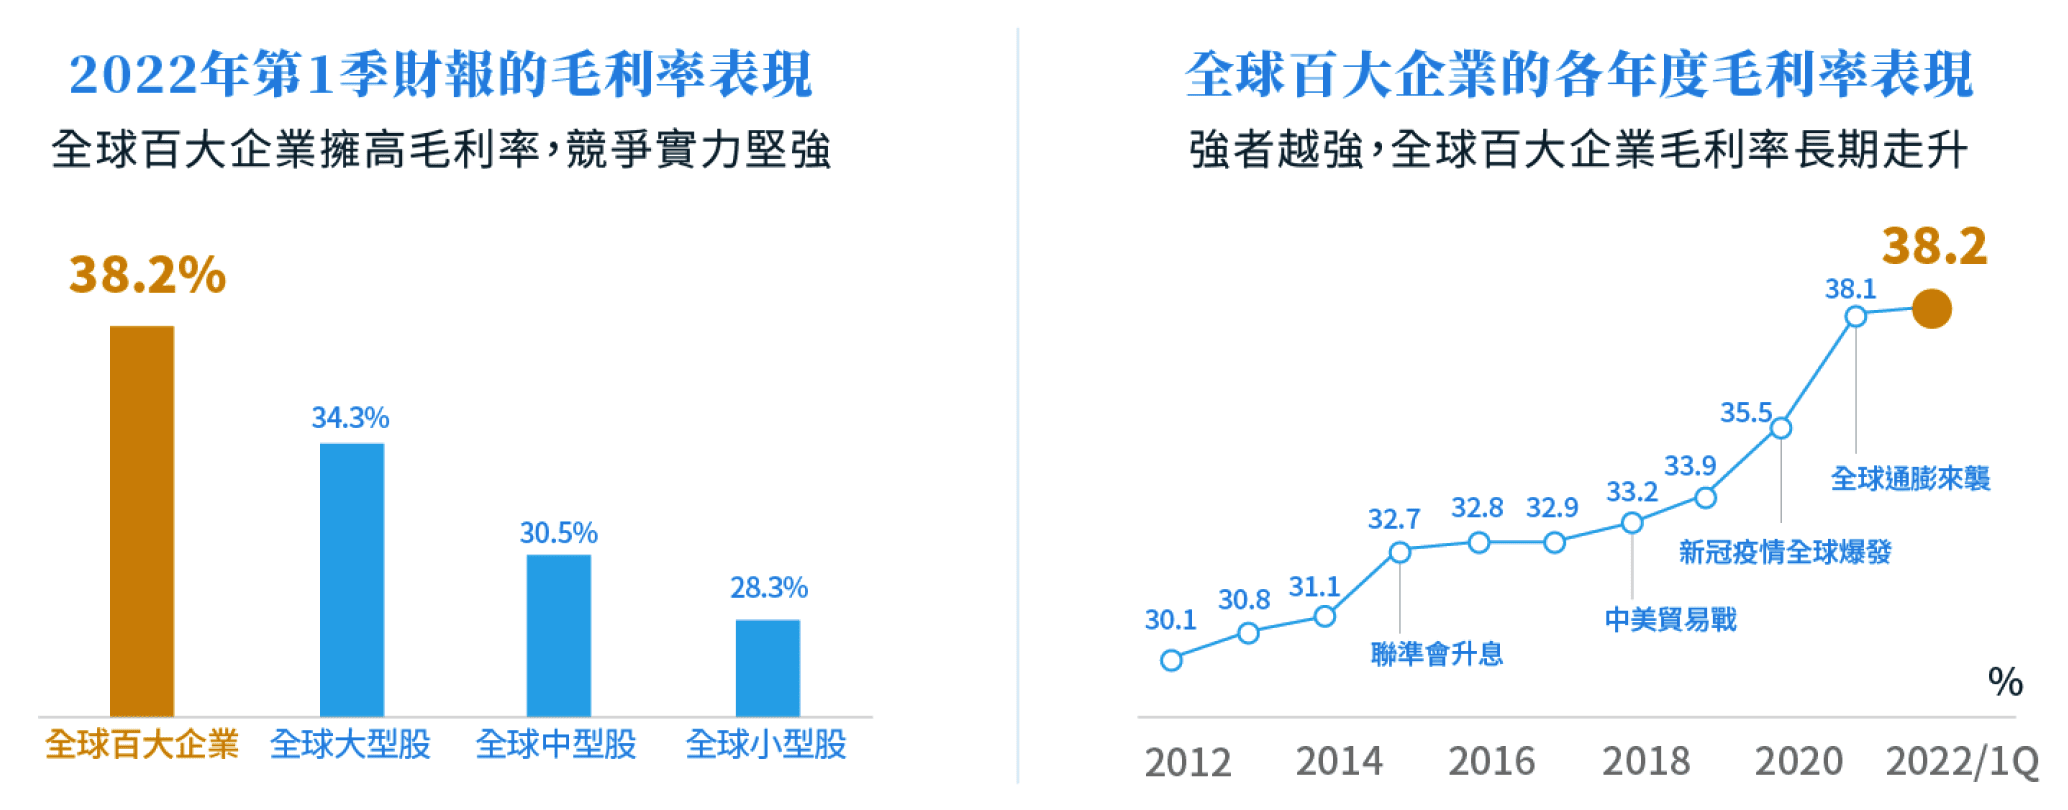 2022年第1季財報的毛利率表現
全球百大企業擁高毛利率,競爭實力堅強
38.2%
34.3%
30.5%
28.3%
全球百大企業
全球大型股
全球中型股
全球小型股
全球百大企業的各年度毛利率表現
強者越強,全球百大企業毛利率長期走升
30.1
30.8
31.1
32.7
32.8
32.9
33.2
33.9
35.5
38.1
38.2
聯準會升息
中美貿易戰
新冠疫情全球爆發
全球通膨來襲
%
2012
2014
2016
2018
2020
2022/1Q